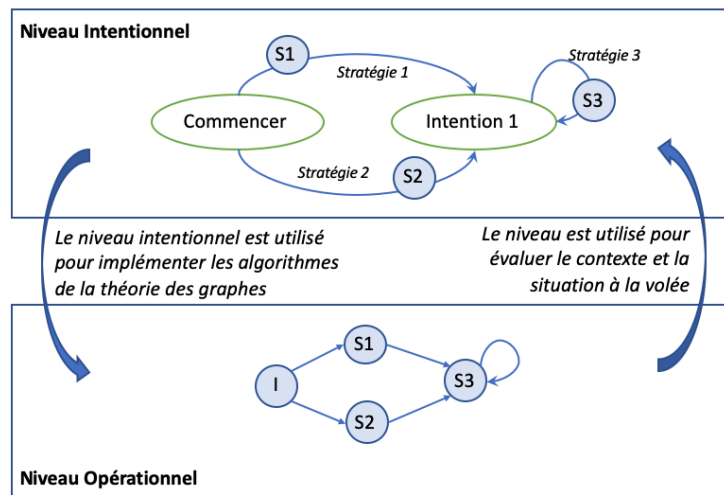 Niveau Intentionnel
S1
Stratégie 1
Stratégie 3
S3
Commencer
Intention 1
Stratégie 2
S2
Le niveau intentionnel est utilisé
pour implémenter les algorithmes
de la théorie des graphes
Le niveau est utilisé pour
évaluer le contexte et la
situation à la volée
S1
I
S3
S2
Niveau Opérationnel